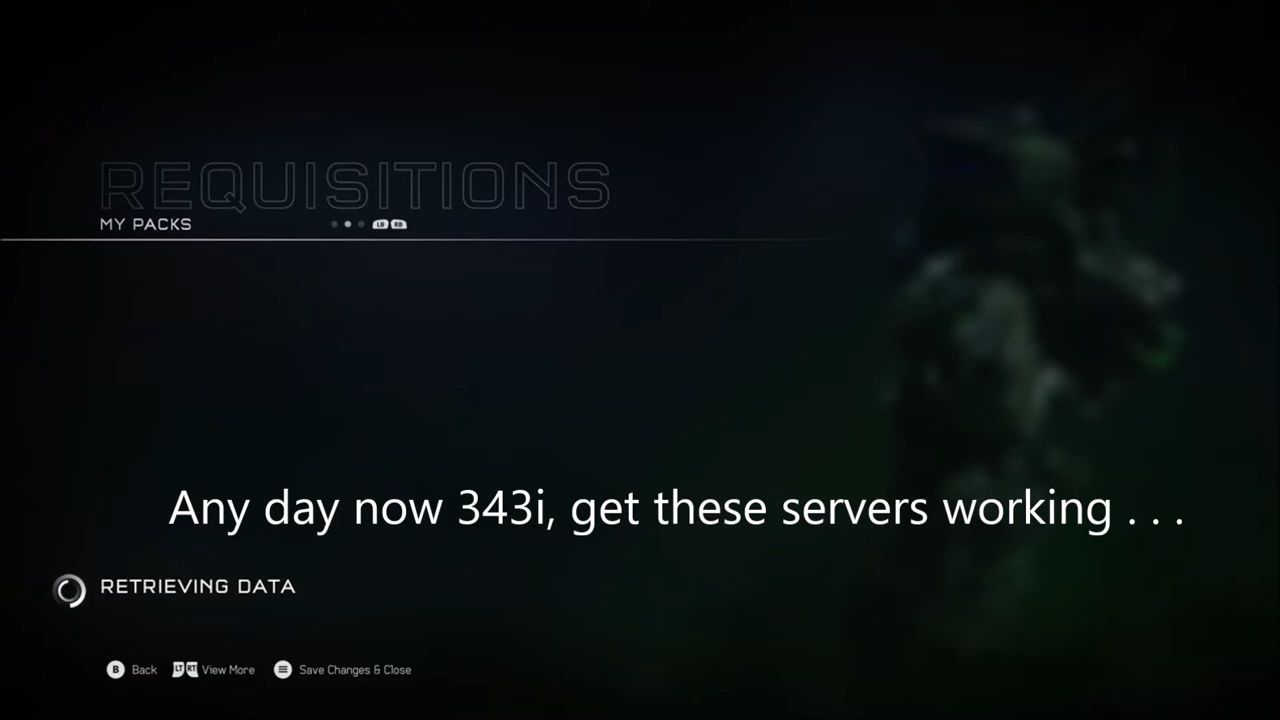 REQUISITIONS
MY PACKS LB RB
Any day now 343i, get these servers working . . .
RETRIEVING DATA
B Back LT RT View More Save Changes & Close